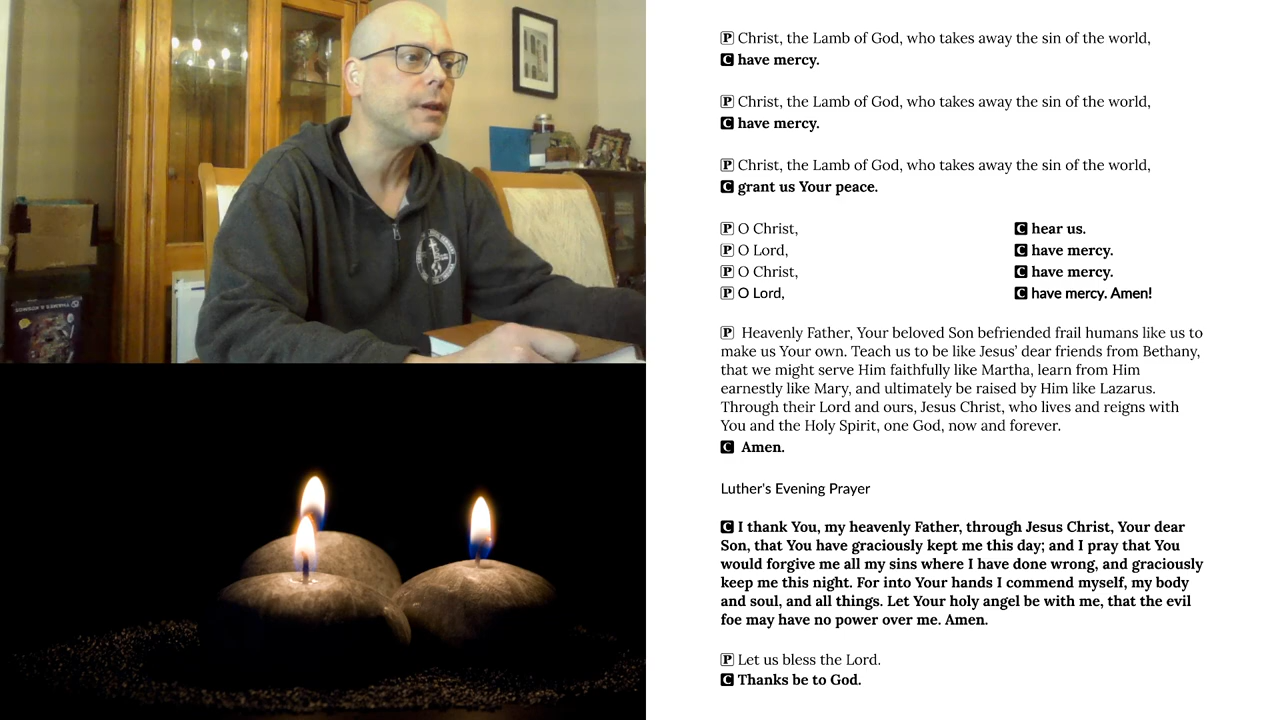 P Christ, the Lamb of God, who takes away the sin of the world,
C have mercy.
P Christ, the Lamb of God, who takes away the sin of the world,
C have mercy.
P Christ, the Lamb of God, who takes away the sin of the world,
C grant us Your peace.
P O Christ, C hear us.
P O Lord, C have mercy.
P O Christ, C have mercy.
P O Lord, C have mercy. Amen!
P Heavenly Father, Your beloved Son befriended frail humans like us to
make us Your own. Teach us to be like Jesus’ dear friends from Bethany,
that we might serve Him faithfully like Martha, learn from Him
earnestly like Mary, and ultimately be raised by Him like Lazarus.
Through their Lord and ours, Jesus Christ, who lives and reigns with
You and the Holy Spirit, one God, now and forever.
C Amen.
Luther's Evening Prayer
C I thank You, my heavenly Father, through Jesus Christ, Your dear
Son, that You have graciously kept me this day; and I pray that You
would forgive me all my sins where I have done wrong, and graciously
keep me this night. For into Your hands I commend myself, my body
and soul, and all things. Let Your holy angel be with me, that the evil
foe may have no power over me. Amen.
P Let us bless the Lord.
C Thanks be to God.